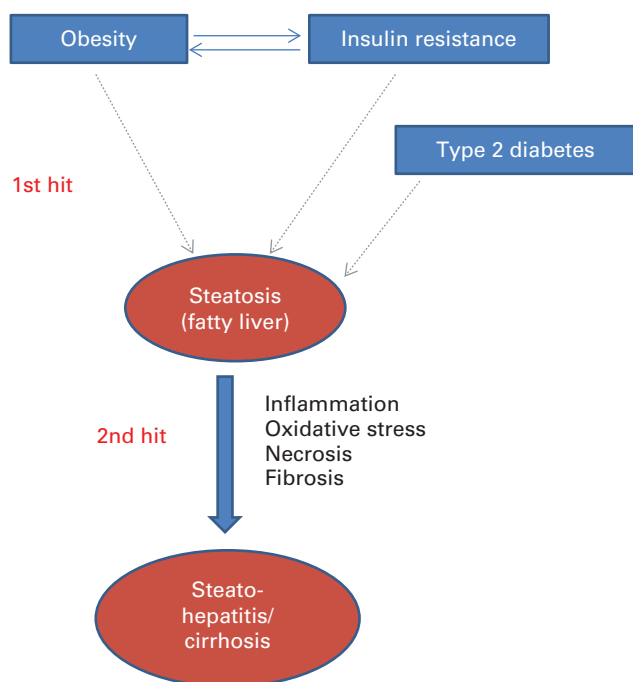 Obesity
Insulin resistance
Type 2 diabetes
1st hit
Steatosis
(fatty liver)
2nd hit
Inflammation
Oxidative stress
Necrosis
Fibrosis
Steato-
hepatitis/
cirrhosis